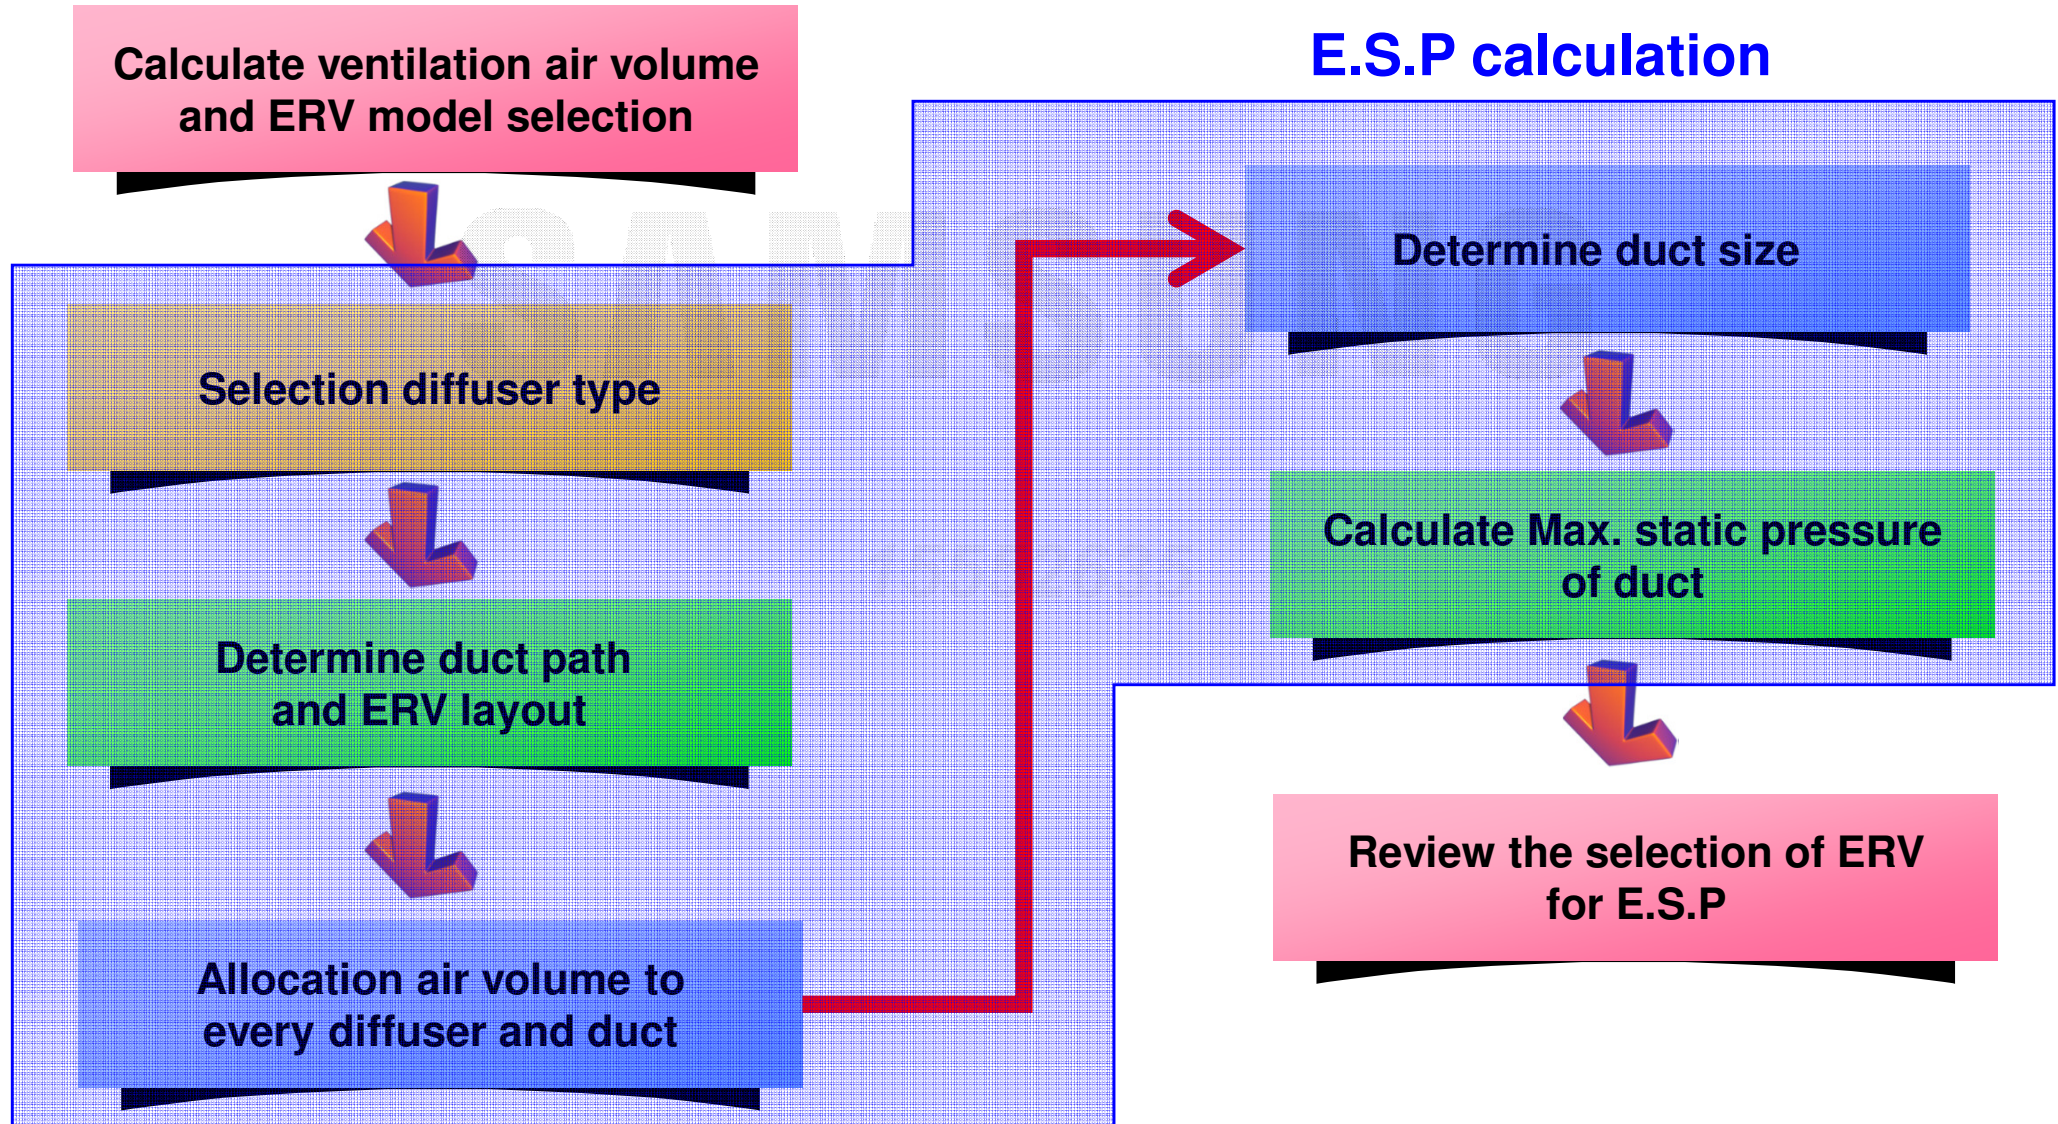 Calculate ventilation air volume
and ERV model selection
E.S.P calculation
SAMSUNG
Selection diffuser type
Determine duct path
and ERV layout
Allocation air volume to
every diffuser and duct
Determine duct size
Calculate Max. static pressure
of duct
Review the selection of ERV
for E.S.P